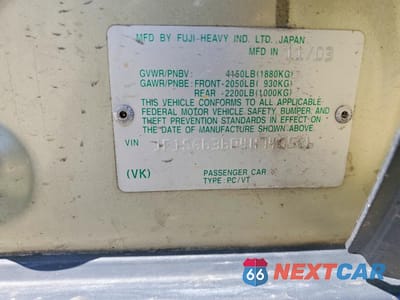 MFD BY FUJI-HEAVY IND. LTD. JAPAN
MFD IN 11/03
GVWR/PNBV: 4150LB(1880KG)
GAWR/PNBE: FRONT-2050LB( 930KG)
REAR -2200LB(1000KG)
THIS VEHICLE CONFORMS TO ALL APPLICABLE
FEDERAL MOTOR VEHICLE SAFETY, BUMPER, AND
THEFT PREVENTION STANDARDS IN EFFECT ON
THE DATE OF MANUFACTURE SHOWN ABOVE.
VIN
(VK)
PASSENGER CAR
TYPE: PC/VT
66 NEXTCAR